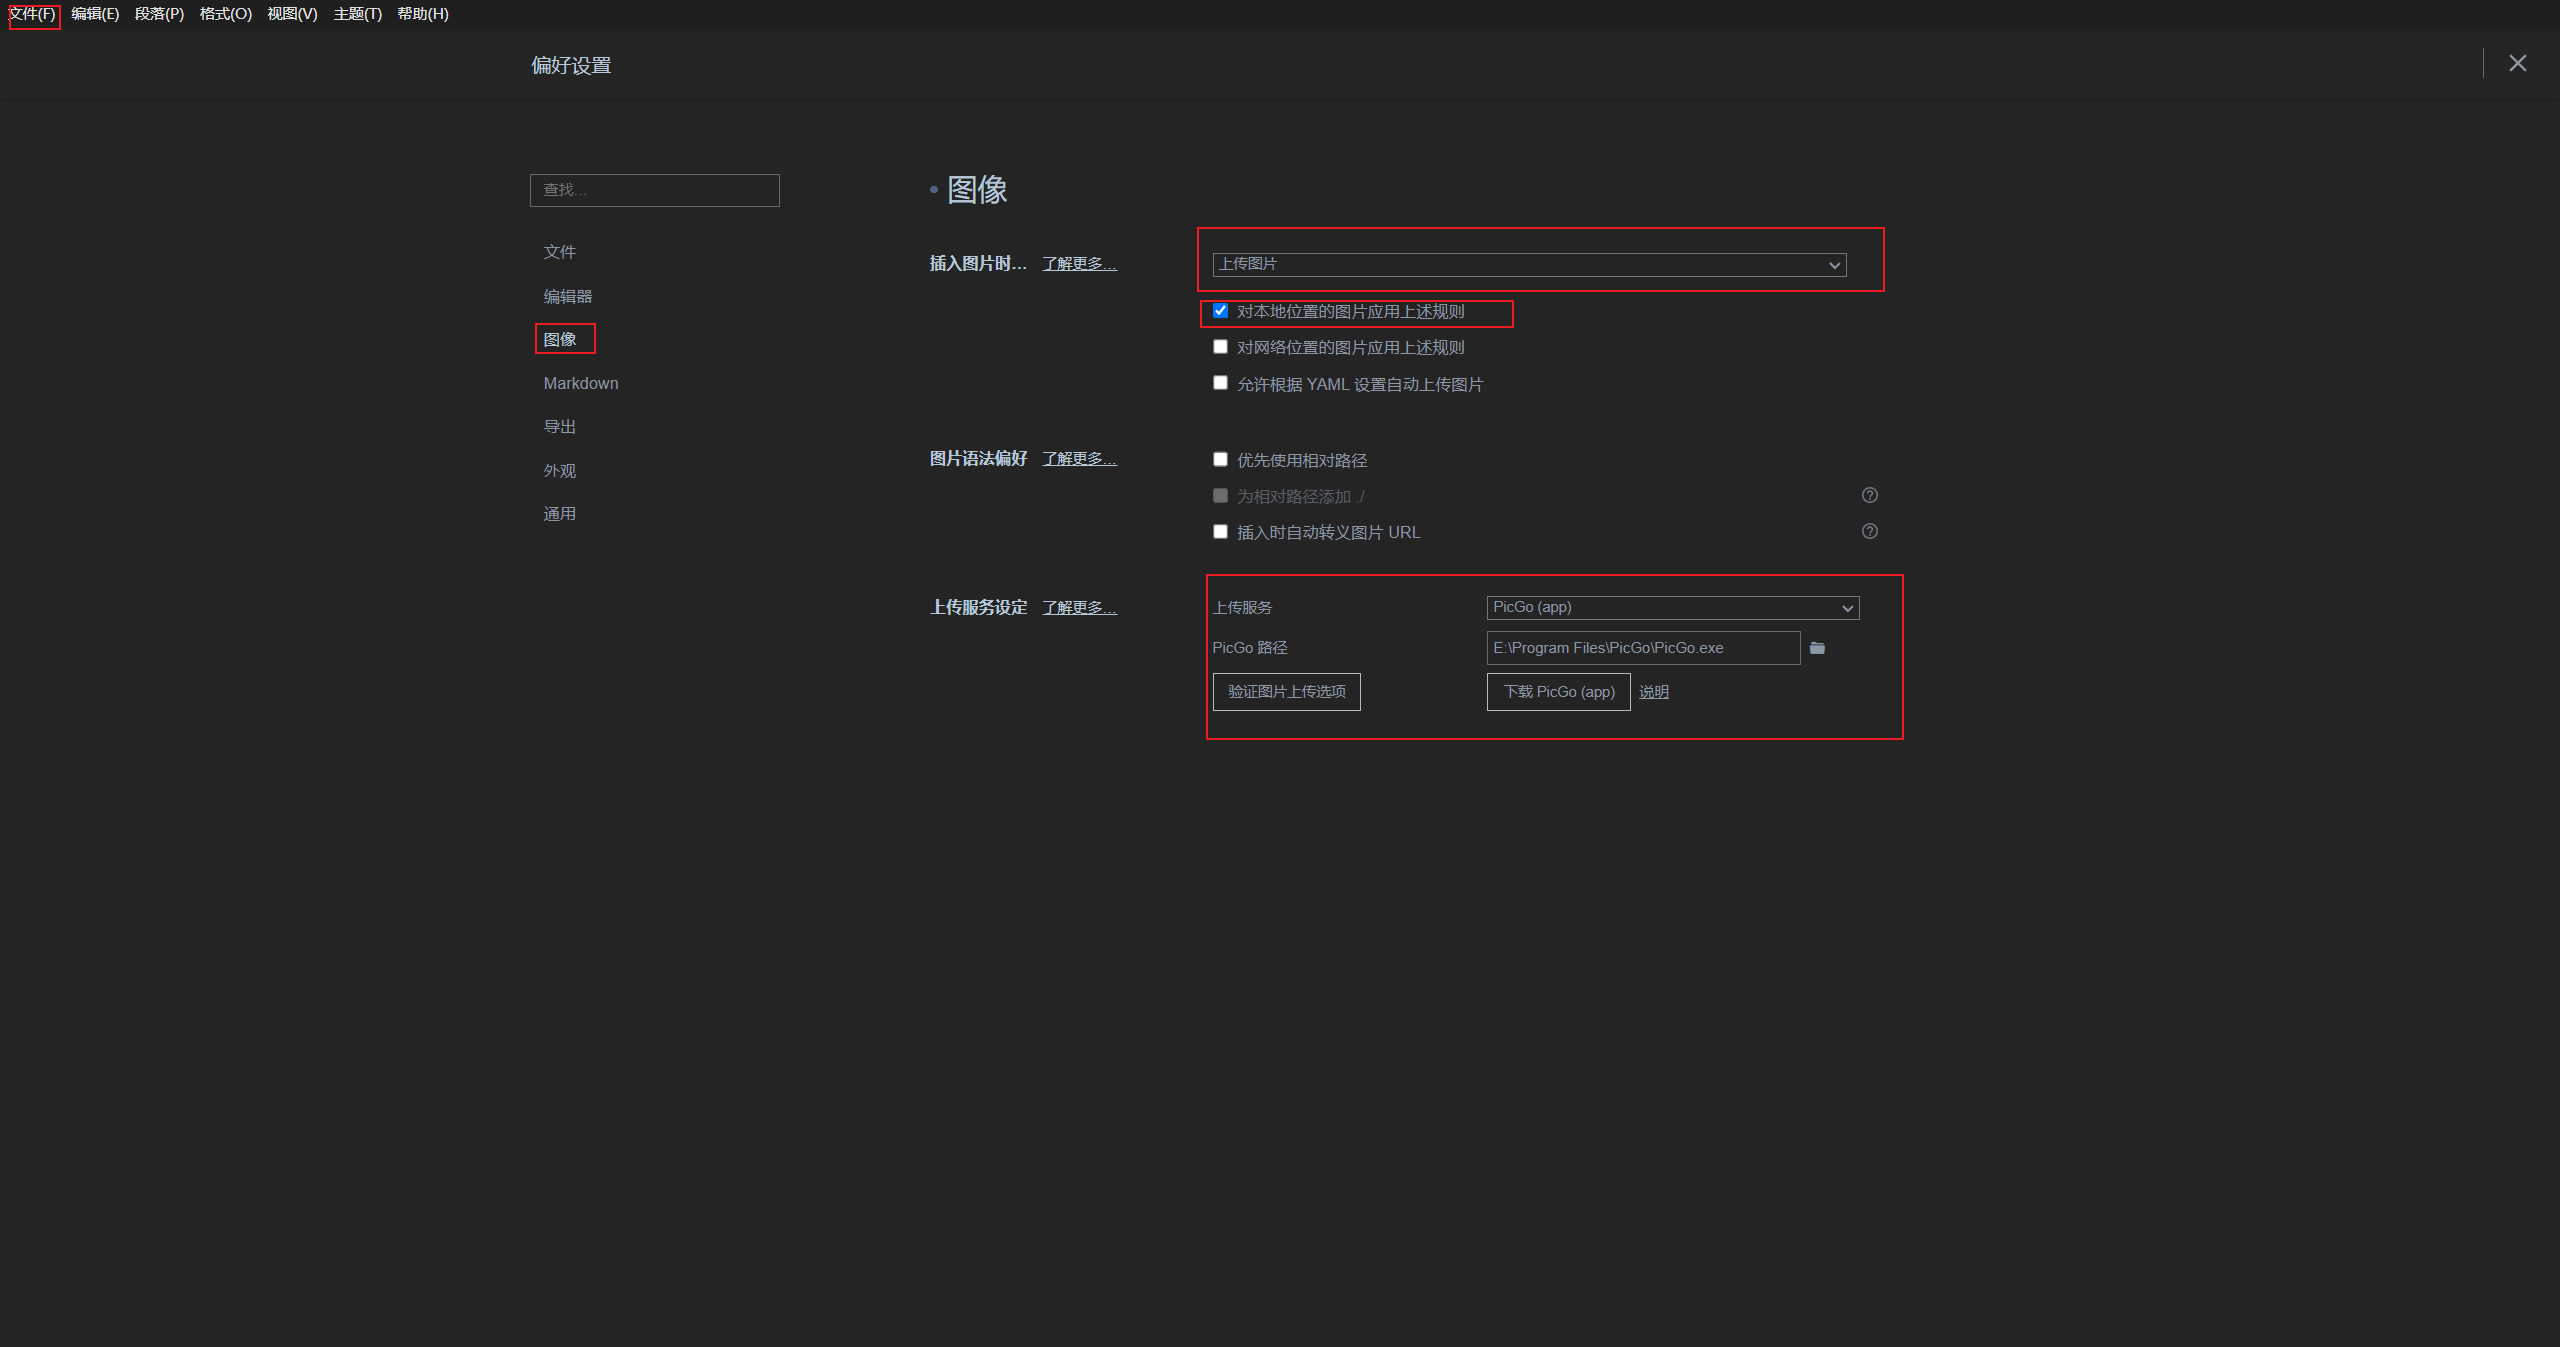 文件(F) 编辑(E) 段落(P) 格式(O) 视图(V) 主题(T) 帮助(H)
偏好设置
查找...
文件
编辑器
图像
Markdown
导出
外观
通用
图像
插入图片时... 了解更多...
上传图片
对本地位置的图片应用上述规则
对网络位置的图片应用上述规则
允许根据 YAML 设置自动上传图片
图片语法偏好 了解更多...
优先使用相对路径
为相对路径添加 ./
插入时自动转义图片 URL
上传服务设定 了解更多...
上传服务 PicGo (app)
PicGo 路径 E:\Program Files\PicGo\PicGo.exe
验证图片上传选项 下载 PicGo (app) 说明